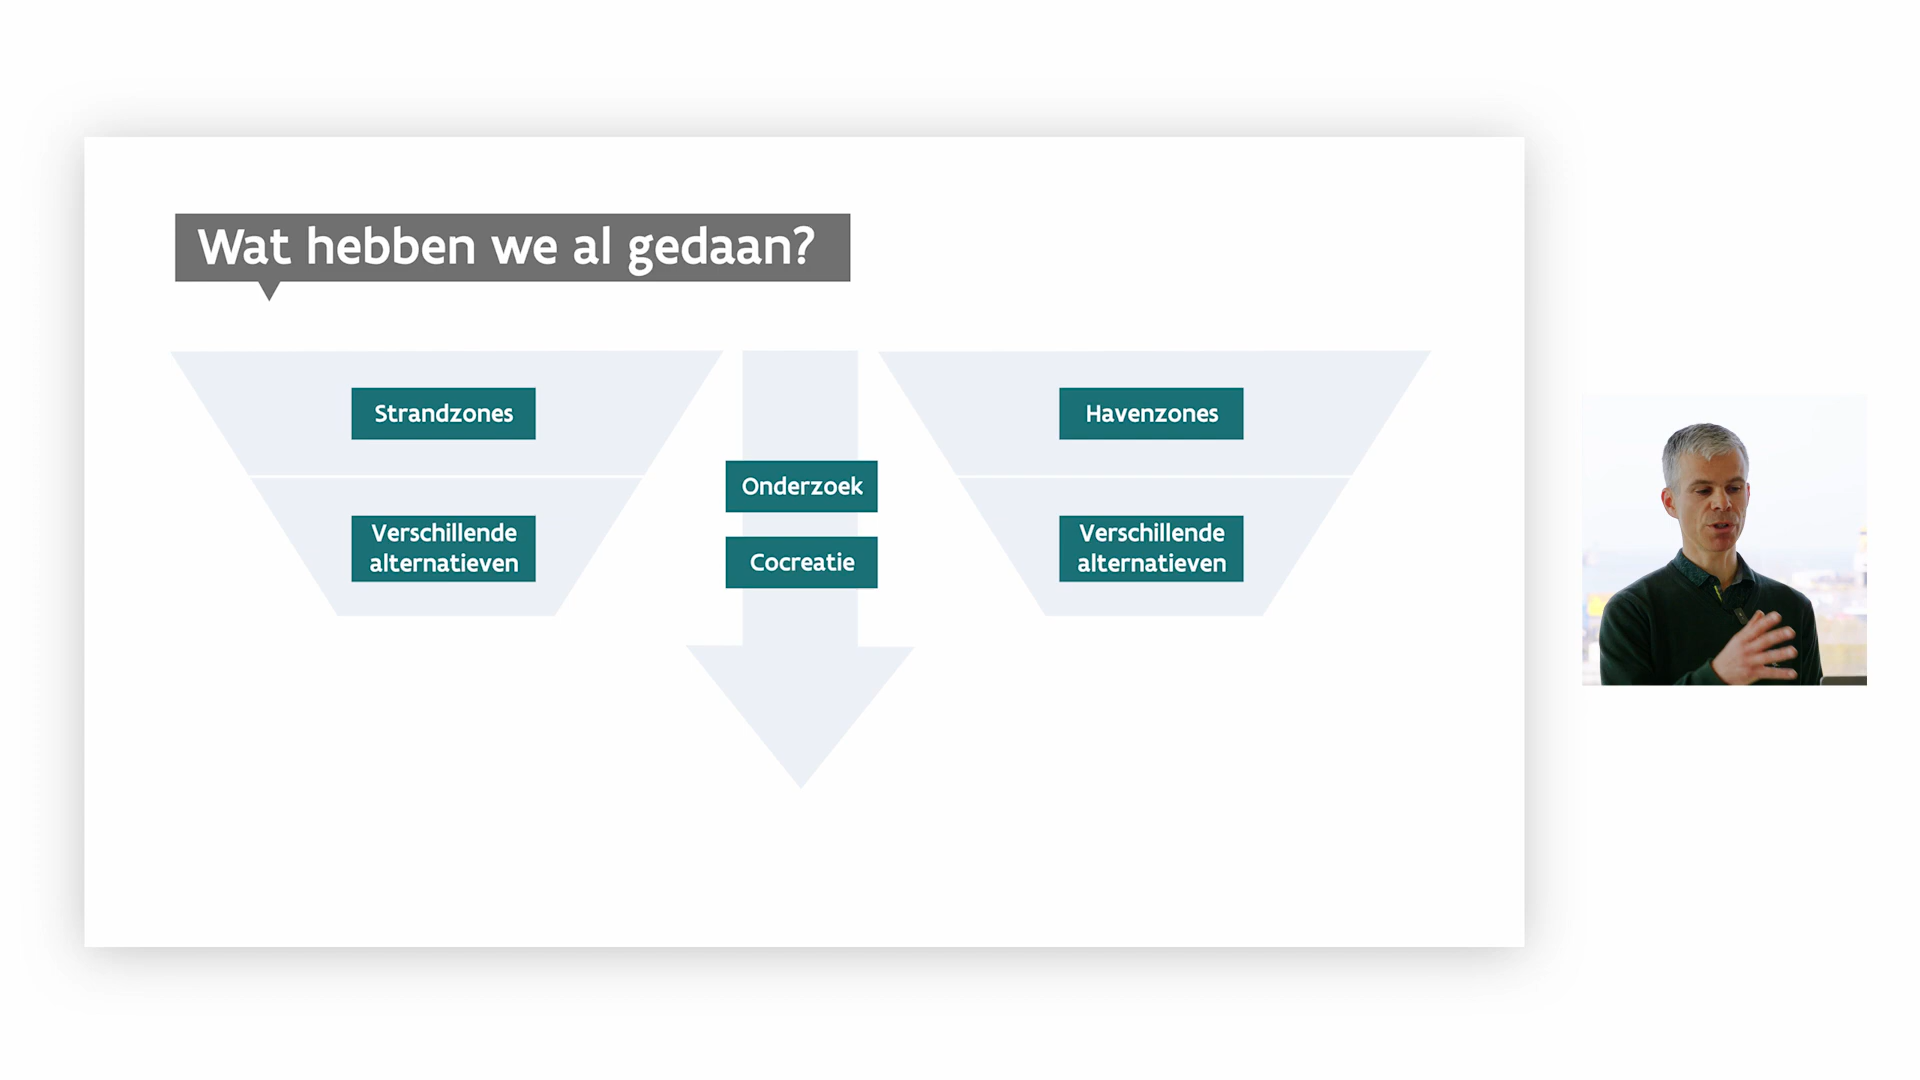 Wat hebben we al gedaan?
Strandzones
Verschillende
alternatieven
Onderzoek
Cocreatie
Havenzones
Verschillende
alternatieven